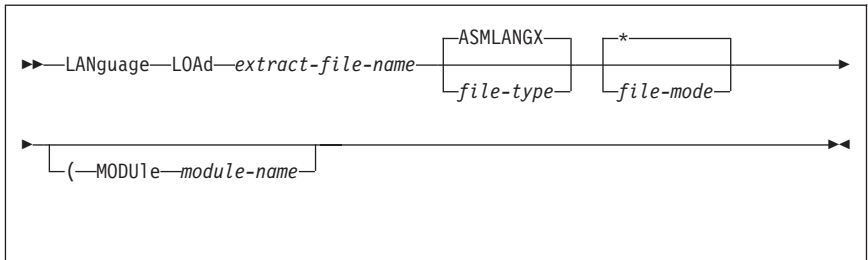 ASMLANGX *
LANguage LOAd extract-file-name
file-type file-mode
( MODUle module-name